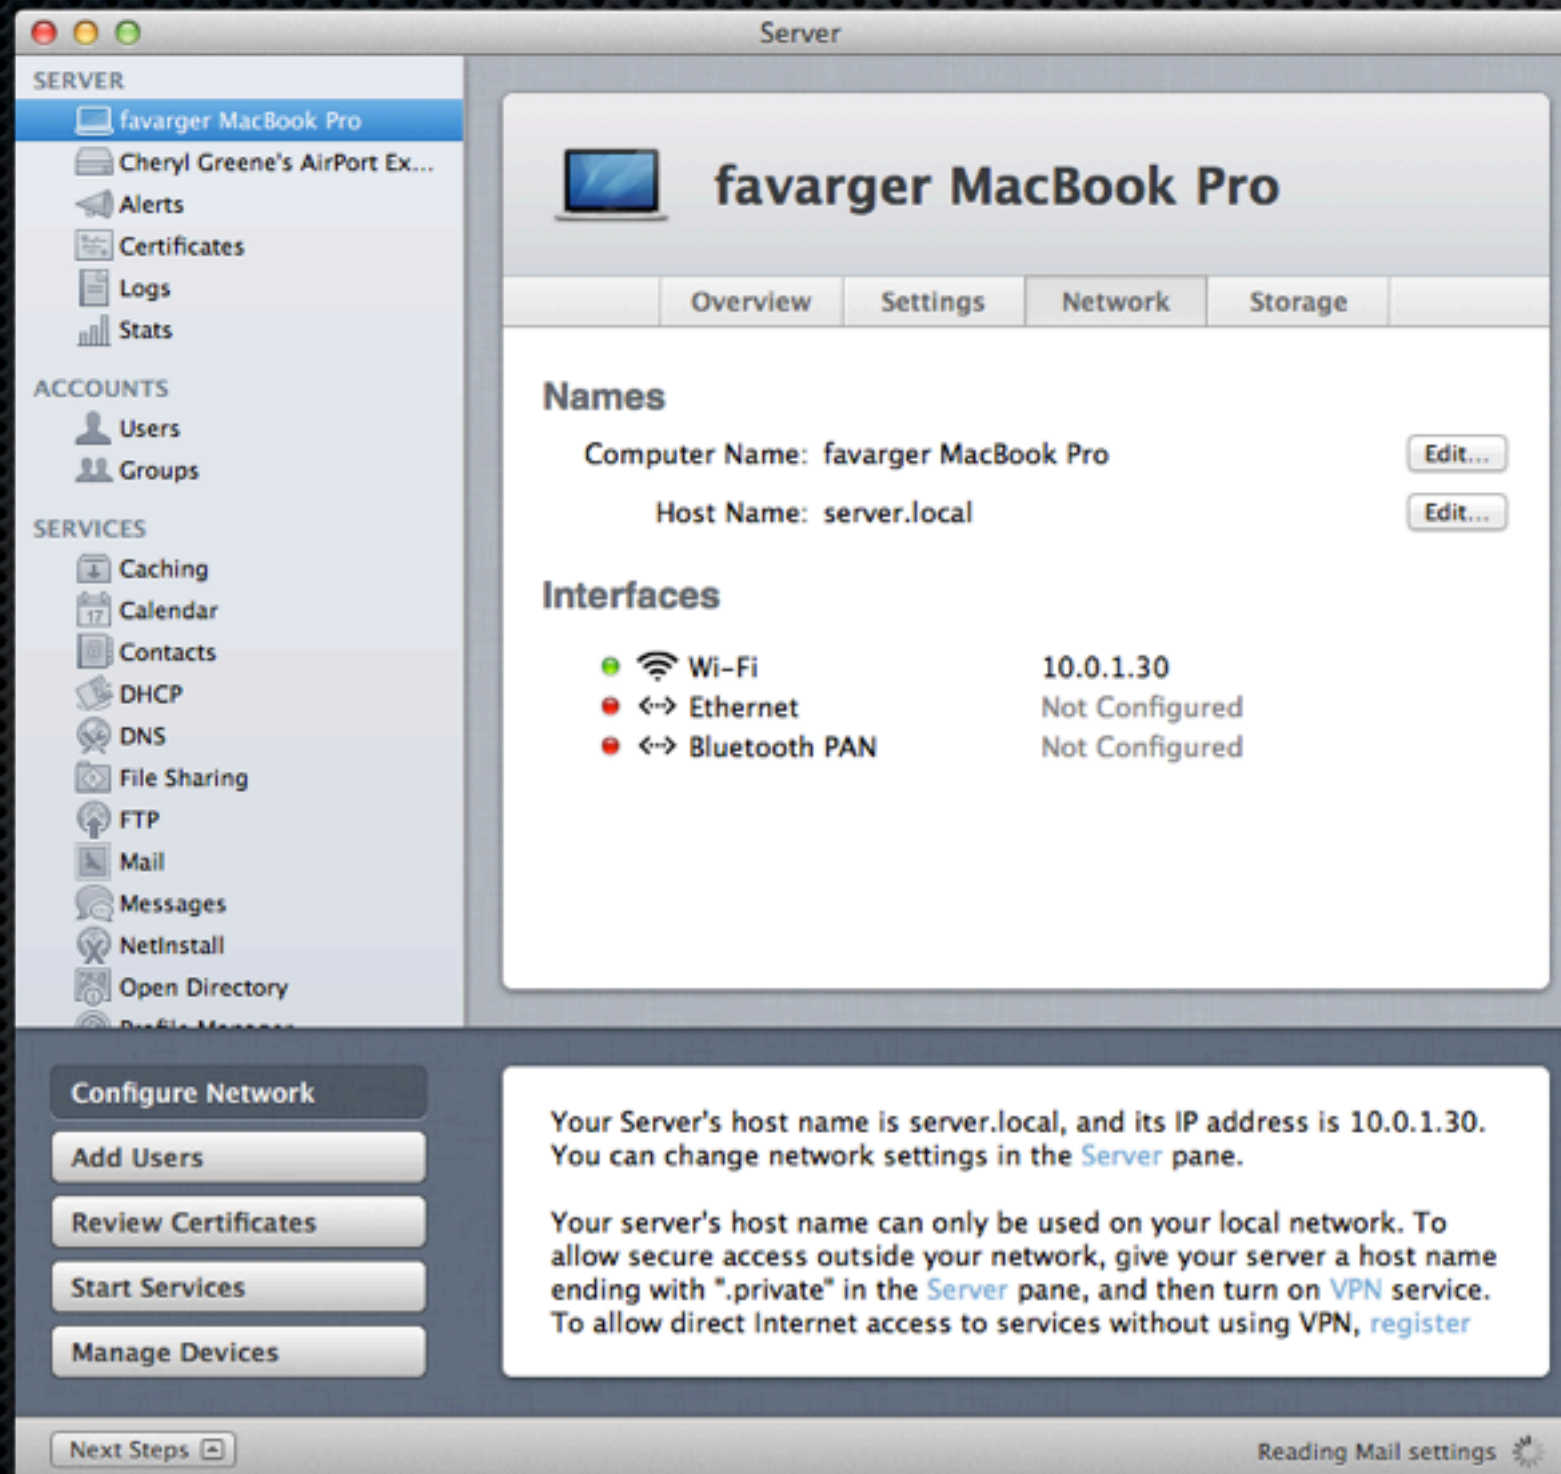 Server
SERVER
favarger MacBook Pro
Cheryl Greene's AirPort Ex...
Alerts
Certificates
Logs
Stats
ACCOUNTS
Users
Groups
SERVICES
Caching
17
Calendar
Contacts
DHCP
DNS
File Sharing
FTP
Mail
Messages
NetInstall
Open Directory
Profile Manager
favarger MacBook Pro
Overview Settings Network Storage
Names
Computer Name: favarger MacBook Pro Edit...
Host Name: server.local Edit...
Interfaces
Wi-Fi 10.0.1.30
Ethernet Not Configured
Bluetooth PAN Not Configured
Configure Network
Add Users
Review Certificates
Start Services
Manage Devices
Your Server's host name is server.local, and its IP address is 10.0.1.30.
You can change network settings in the Server pane.
Your server's host name can only be used on your local network. To
allow secure access outside your network, give your server a host name
ending with ".private" in the Server pane, and then turn on VPN service.
To allow direct Internet access to services without using VPN, register
Next Steps
Reading Mail settings